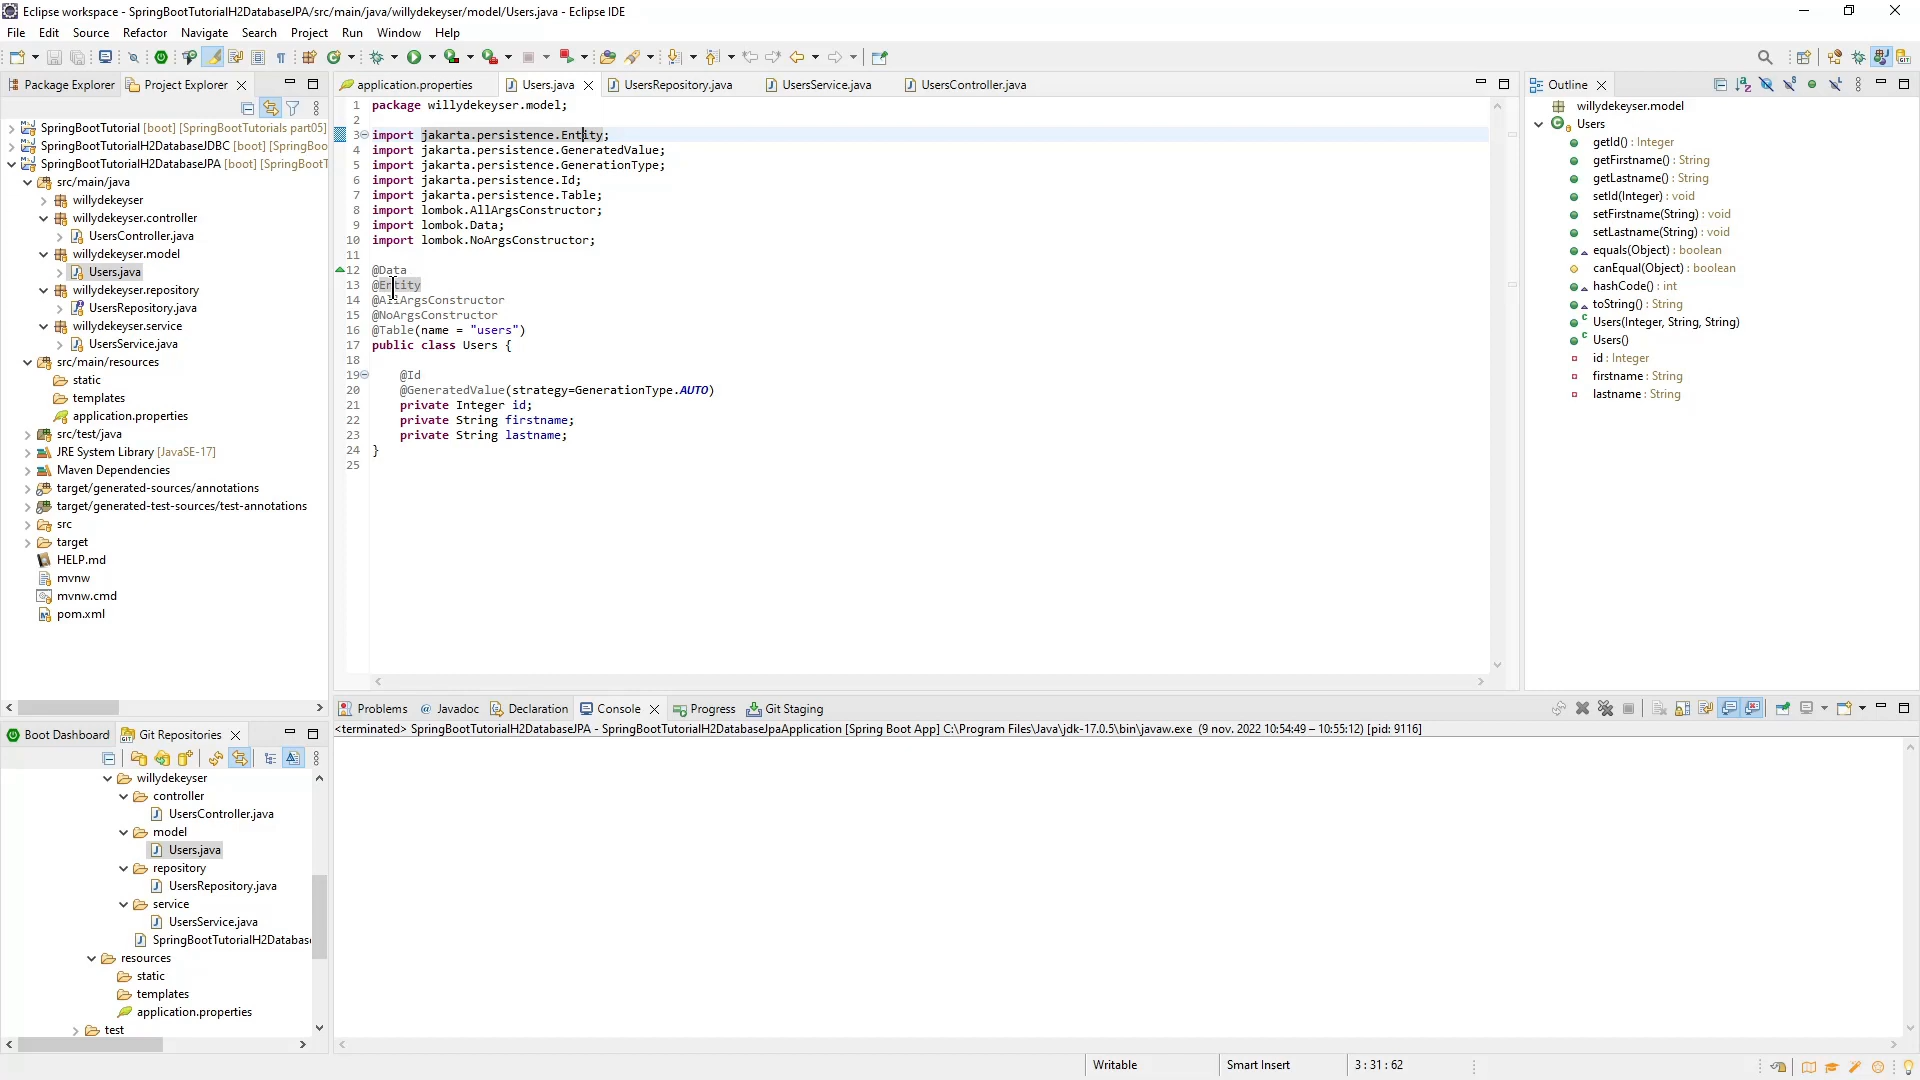 Eclipse workspace - SpringBootTutorialH2DatabaseJPA/src/main/java/willydekeyser/model/Users.java - Eclipse IDE
File Edit Source Refactor Navigate Search Project Run Window Help
Package Explorer
Project Explorer
SpringBootTutorial [boot] [SpringBootTutorials part05]
SpringBootTutorialH2DatabaseJDBC [boot] [SpringBoo
SpringBootTutorialH2DatabaseJPA [boot] [SpringBootT
src/main/java
willydekeyser
willydekeyser.controller
UsersController.java
willydekeyser.model
Users.java
willydekeyser.repository
UsersRepository.java
willydekeyser.service
UsersService.java
src/main/resources
static
templates
application.properties
src/test/java
JRE System Library [JavaSE-17]
Maven Dependencies
target/generated-sources/annotations
target/generated-test-sources/test-annotations
src
target
HELP.md
mvnw
mvnw.cmd
pom.xml
application.properties
Users.java
UsersRepository.java
UsersService.java
UsersController.java
1 package willydekeyser.model;
2
3 import jakarta.persistence.Entity;
4 import jakarta.persistence.GeneratedValue;
5 import jakarta.persistence.GenerationType;
6 import jakarta.persistence.Id;
7 import jakarta.persistence.Table;
8 import lombok.AllArgsConstructor;
9 import lombok.Data;
10 import lombok.NoArgsConstructor;
11
12 @Data
13 @Entity
14 @AllArgsConstructor
15 @NoArgsConstructor
16 @Table(name = "users")
17 public class Users {
18
19 @Id
20 @GeneratedValue(strategy=GenerationType.AUTO)
21 private Integer id;
22 private String firstname;
23 private String lastname;
24 }
25
Outline
willydekeyser.model
Users
getId() : Integer
getFirstname() : String
getLastname() : String
setId(Integer) : void
setFirstname(String) : void
setLastname(String) : void
equals(Object) : boolean
canEqual(Object) : boolean
hashCode() : int
toString() : String
Users(Integer, String, String)
Users()
id : Integer
firstname : String
lastname : String
Boot Dashboard
Git Repositories
willydekeyser
controller
UsersController.java
model
Users.java
repository
UsersRepository.java
service
UsersService.java
SpringBootTutorialH2Databas
resources
static
templates
application.properties
test
Problems
@ Javadoc
Declaration
Console
Progress
Git Staging
<terminated> SpringBootTutorialH2DatabaseJPA - SpringBootTutorialH2DatabaseJpaApplication [Spring Boot App] C:\Program Files\Java\jdk-17.0.5\bin\javaw.exe (9 nov. 2022 10:54:49 – 10:55:12) [pid: 9116]
Writable
Smart Insert
3 : 31 : 62